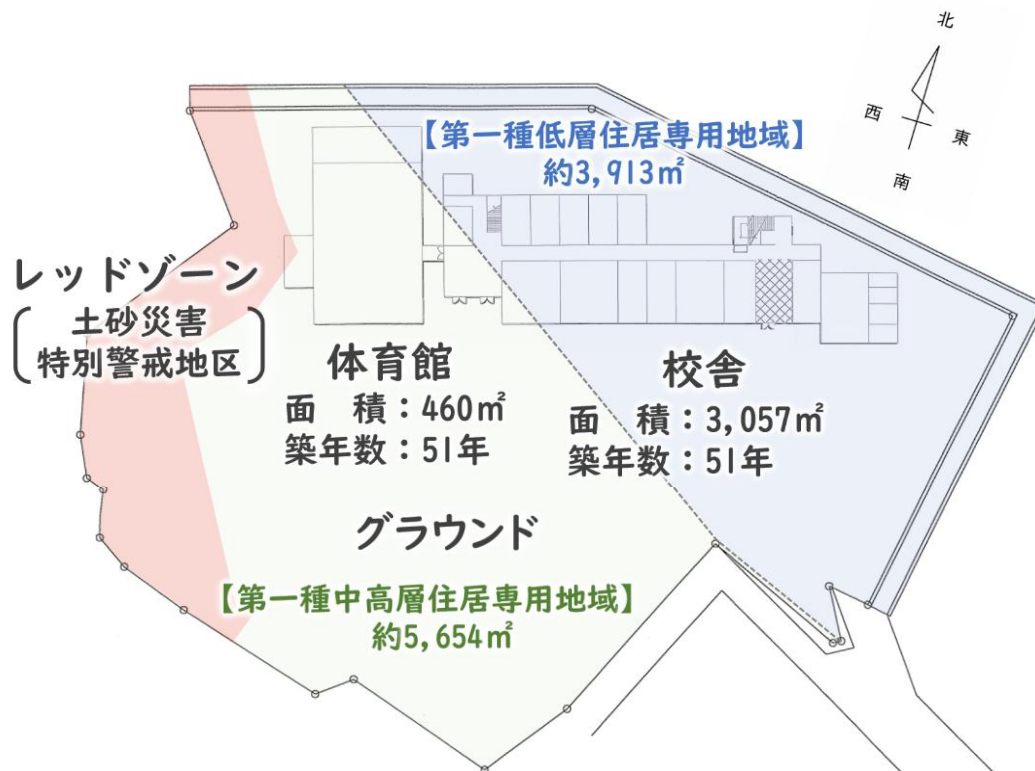 北
西
東
南
【第一種低層住居専用地域】
約3,913㎡
レッドゾーン
土砂災害
特別警戒地区
体育館
面　積：460㎡
築年数：51年
校舎
面　積：3,057㎡
築年数：51年
グラウンド
【第一種中高層住居専用地域】
約5,654㎡